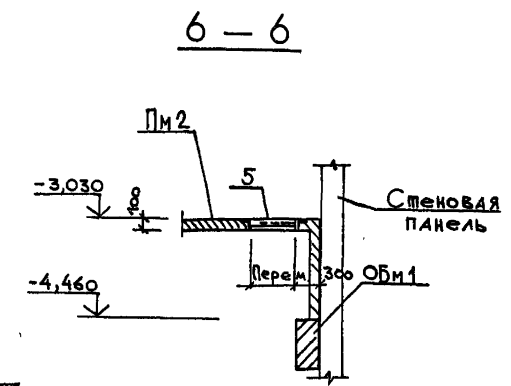 6 – 6
Пм2
-3,030
100
5
Стеновая
панель
Перем
300
ОБм1
-4,460